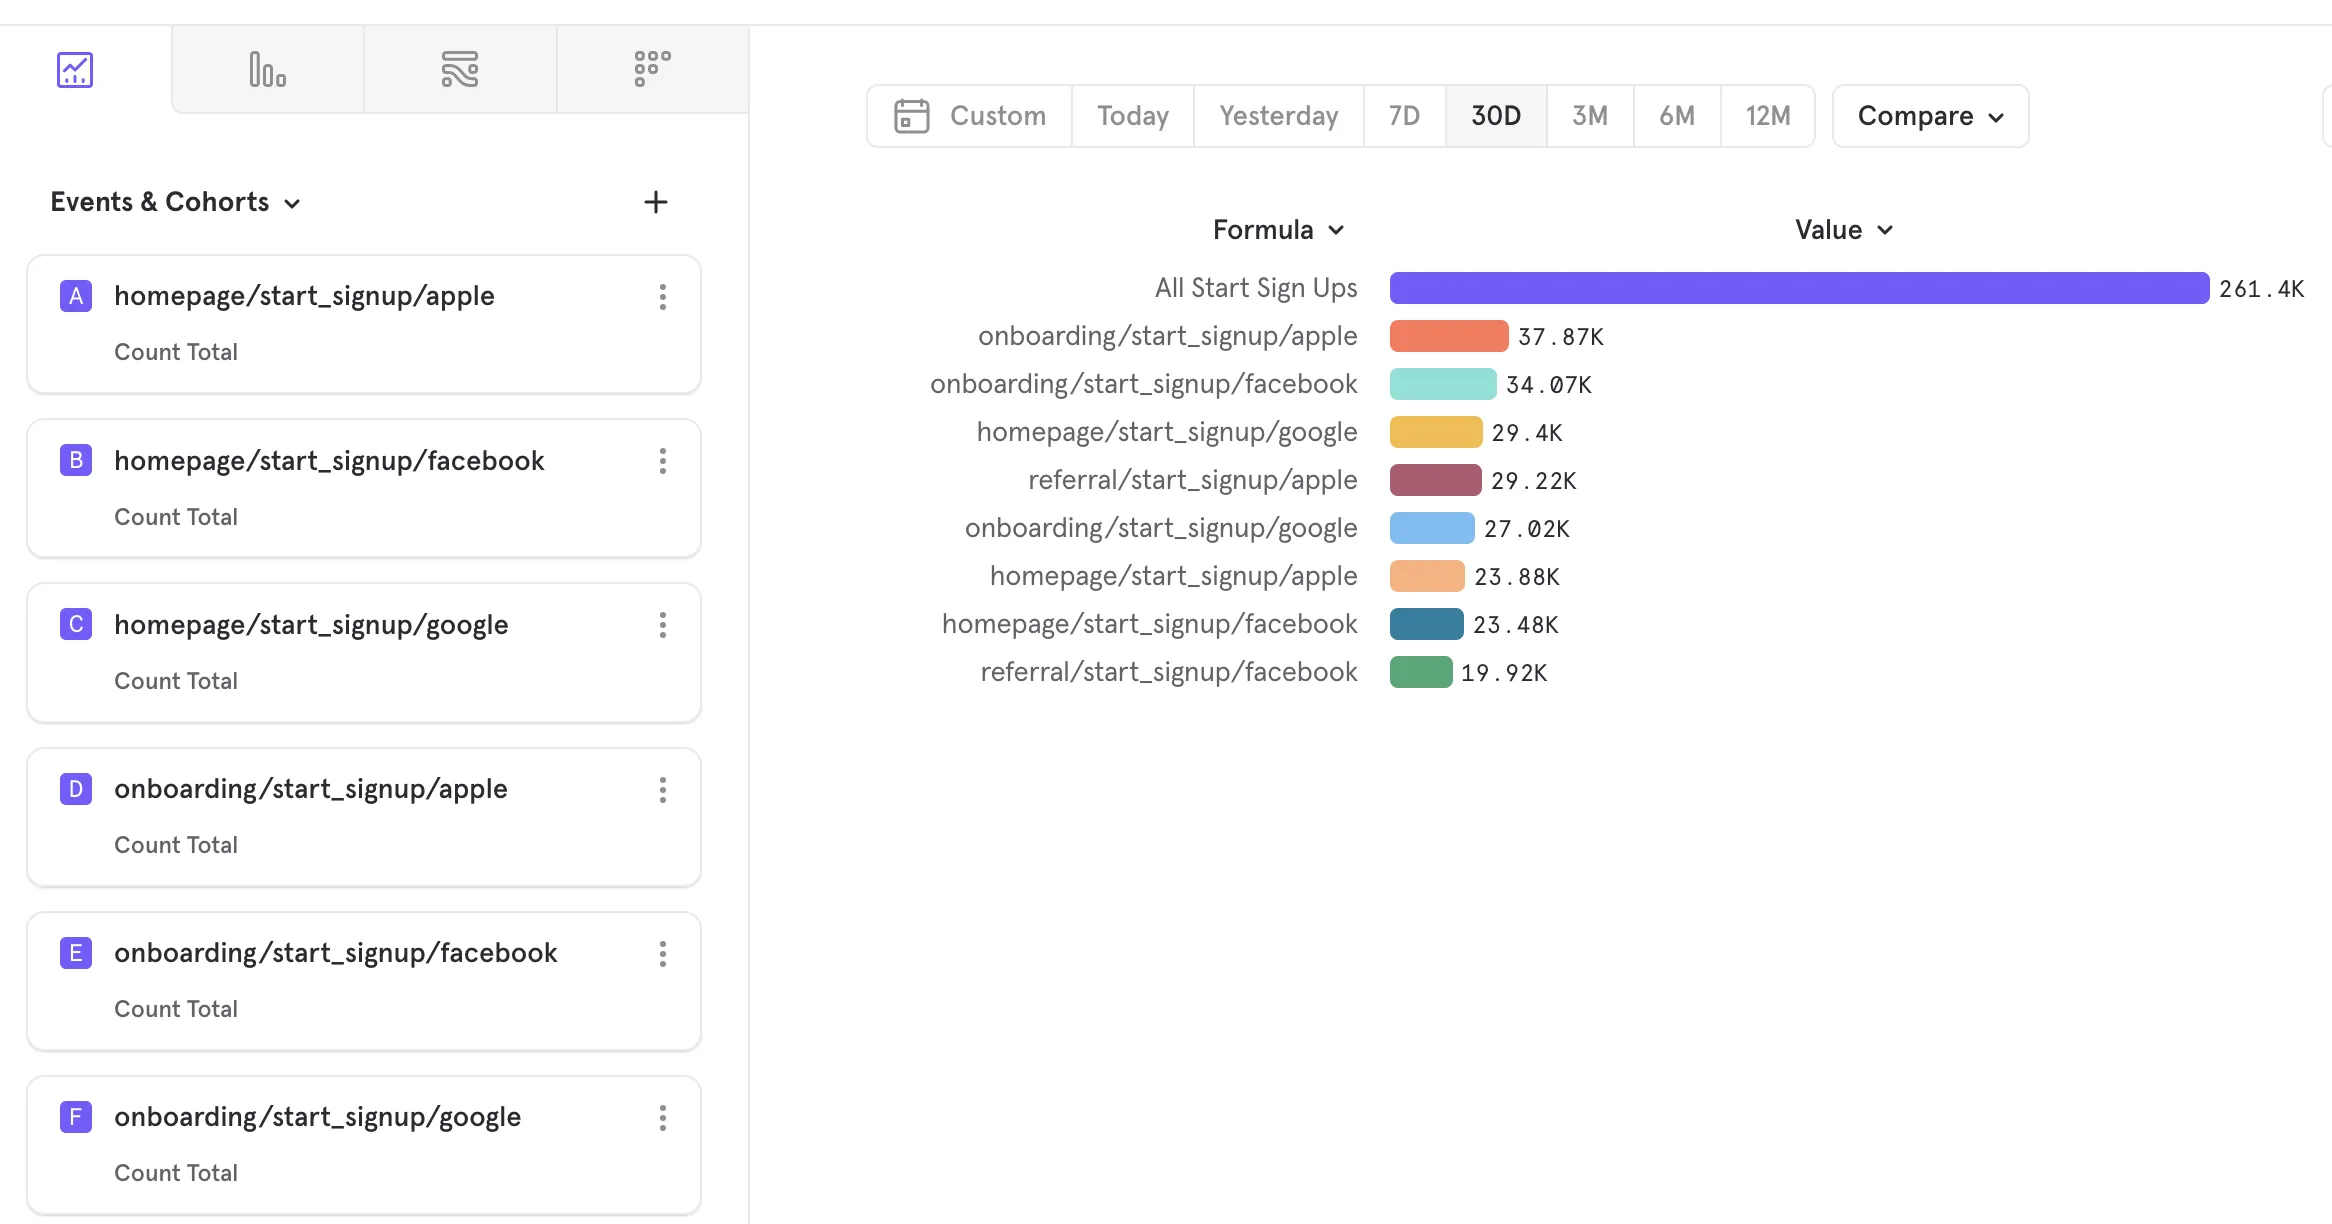 Events & Cohorts
A homepage/start_signup/apple
Count Total
B homepage/start_signup/facebook
Count Total
C homepage/start_signup/google
Count Total
D onboarding/start_signup/apple
Count Total
E onboarding/start_signup/facebook
Count Total
F onboarding/start_signup/google
Count Total
Custom Today Yesterday 7D 30D 3M 6M 12M Compare
Formula Value
All Start Sign Ups 261.4K
onboarding/start_signup/apple 37.87K
onboarding/start_signup/facebook 34.07K
homepage/start_signup/google 29.4K
referral/start_signup/apple 29.22K
onboarding/start_signup/google 27.02K
homepage/start_signup/apple 23.88K
homepage/start_signup/facebook 23.48K
referral/start_signup/facebook 19.92K